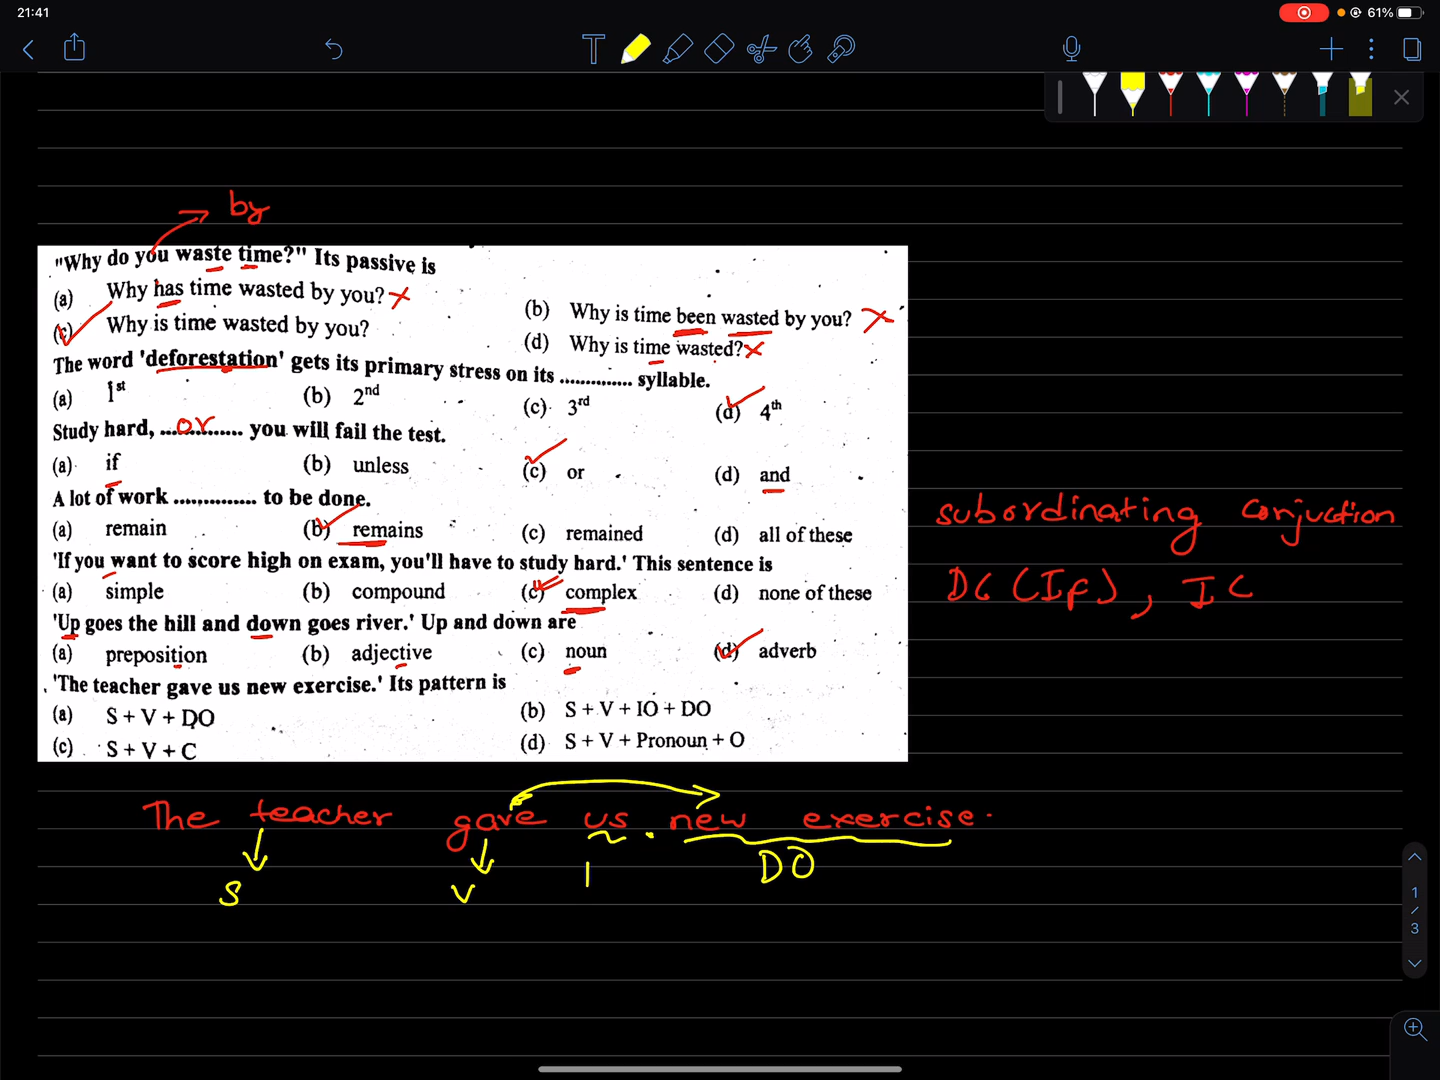 21:41
61%
by
"Why do you waste time?" Its passive is
(a) Why has time wasted by you?
(b) Why is time been wasted by you?
(c) Why is time wasted by you?
(d) Why is time wasted?
The word 'deforestation' gets its primary stress on its .............. syllable.
(a) 1st (b) 2nd (c) 3rd (d) 4th
Study hard, ...or......... you will fail the test.
(a) if (b) unless (c) or (d) and
A lot of work .............. to be done.
(a) remain (b) remains (c) remained (d) all of these
'If you want to score high on exam, you'll have to study hard.' This sentence is
(a) simple (b) compound (c) complex (d) none of these
'Up goes the hill and down goes river.' Up and down are
(a) preposition (b) adjective (c) noun (d) adverb
'The teacher gave us new exercise.' Its pattern is
(a) S + V + DO (b) S + V + IO + DO
(c) S + V + C (d) S + V + Pronoun + O
subordinating conjuction
DC (If), IC
The teacher gave us new exercise.
S V I DO
1
/
3